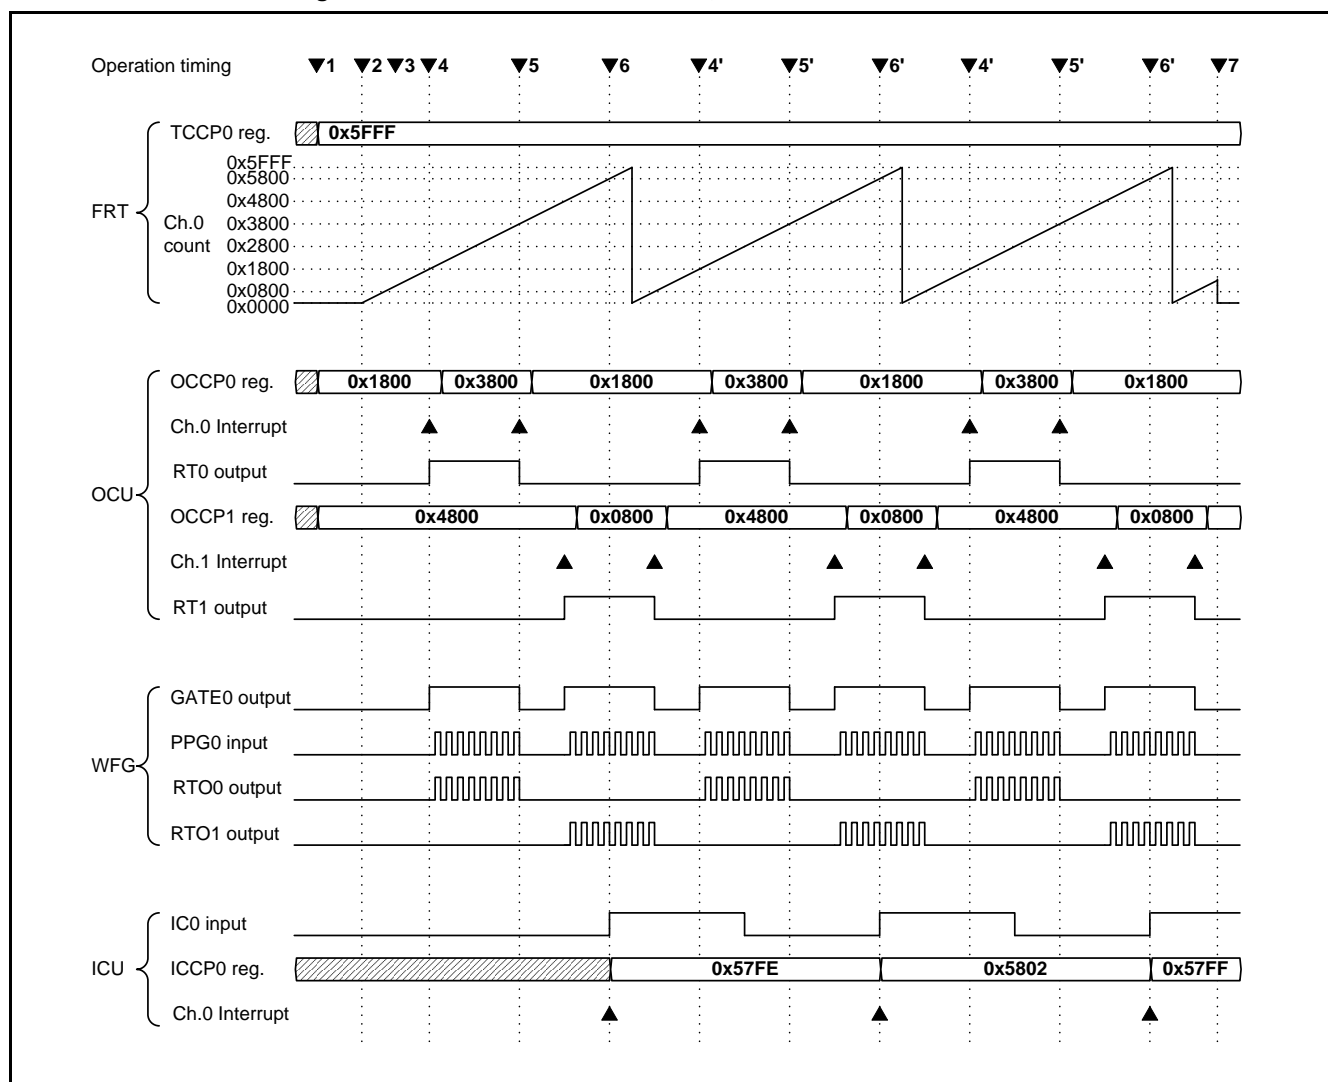 Operation timing 1 2 3 4 5 6 4' 5' 6' 4' 5' 6' 7
TCCP0 reg. 0x5FFF
FRT
Ch.0
count
0x5FFF
0x5800
0x4800
0x3800
0x2800
0x1800
0x0800
0x0000
OCU
OCCP0 reg. 0x1800 0x3800 0x1800 0x3800 0x1800 0x3800 0x1800
Ch.0 Interrupt
RT0 output
OCCP1 reg. 0x4800 0x0800 0x4800 0x0800 0x4800 0x0800
Ch.1 Interrupt
RT1 output
WFG
GATE0 output
PPG0 input
RTO0 output
RTO1 output
ICU
IC0 input
ICCP0 reg. 0x57FE 0x5802 0x57FF
Ch.0 Interrupt